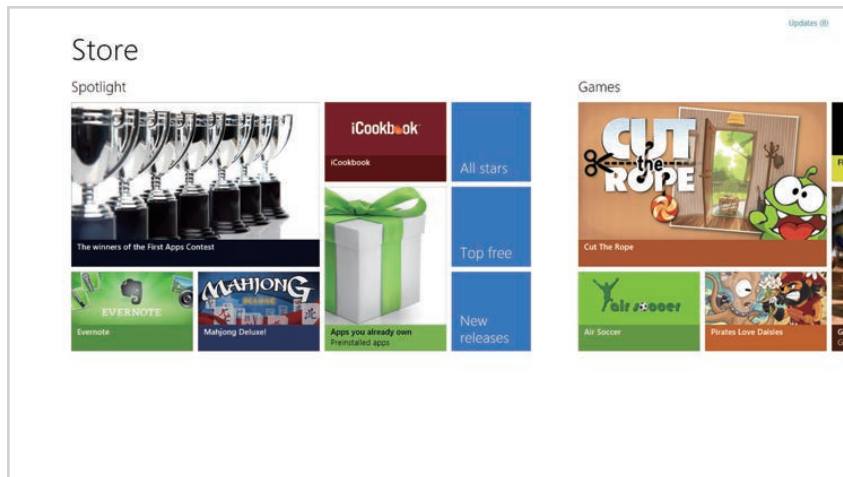 Updates (8)
Store
Spotlight
iCookbook
iCookbook
All stars
The winners of the First Apps Contest
Top free
EVERNOTE
Evernote
MAHJONG
DELUXE
Mahjong Deluxe!
Apps you already own
Preinstalled apps
New
releases
Games
CUT
the
ROPE
Cut The Rope
air soccer
Air Soccer
Pirates Love Daisies